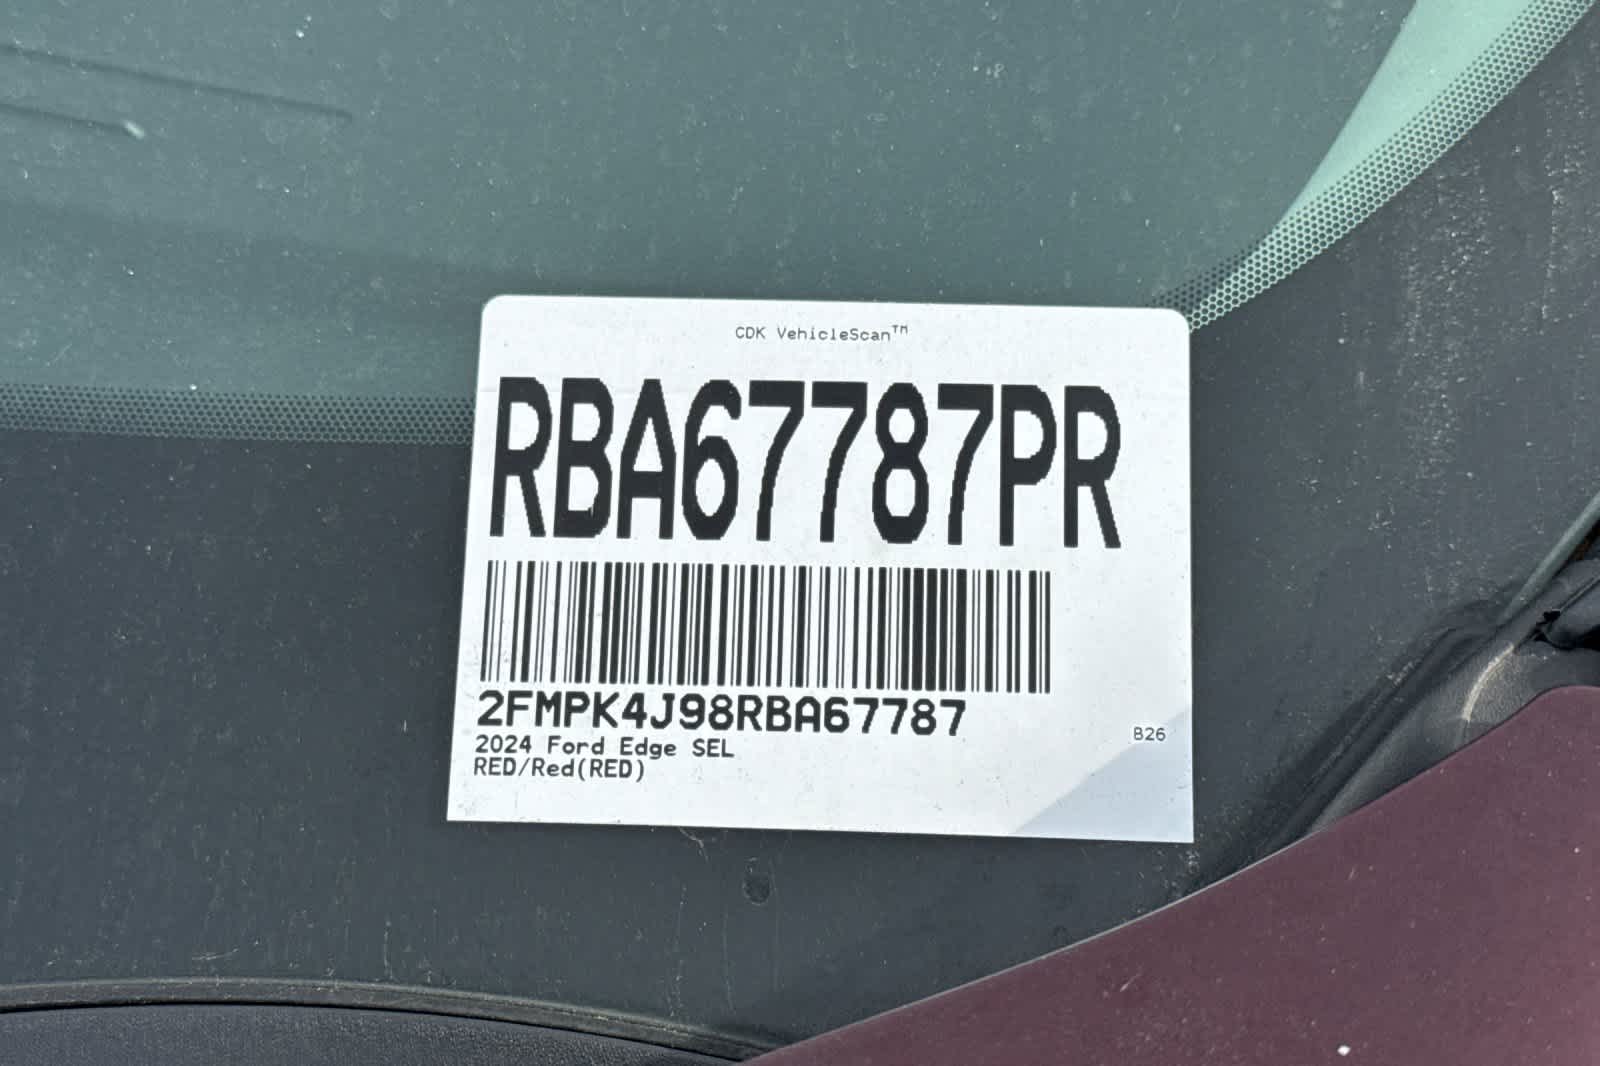 CDK VehicleScan™
RBA67787PR
2FMPK4J98RBA67787
2024 Ford Edge SEL
RED/Red(RED)
B26